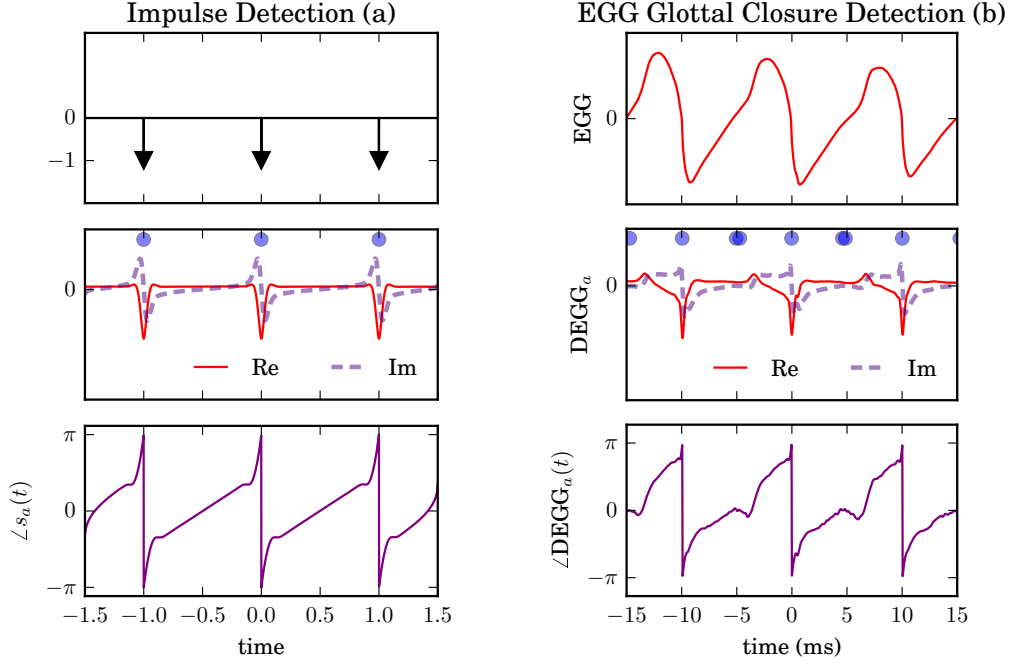 Impulse Detection (a)
0
−1
0
Re
Im
π
0
−π
∠s_a(t)
−1.5
−1.0
−0.5
0.0
0.5
1.0
1.5
time
EGG Glottal Closure Detection (b)
EGG
0
DEGG_a
0
Re
Im
∠DEGG_a(t)
π
0
−π
−15
−10
−5
0
5
10
15
time (ms)